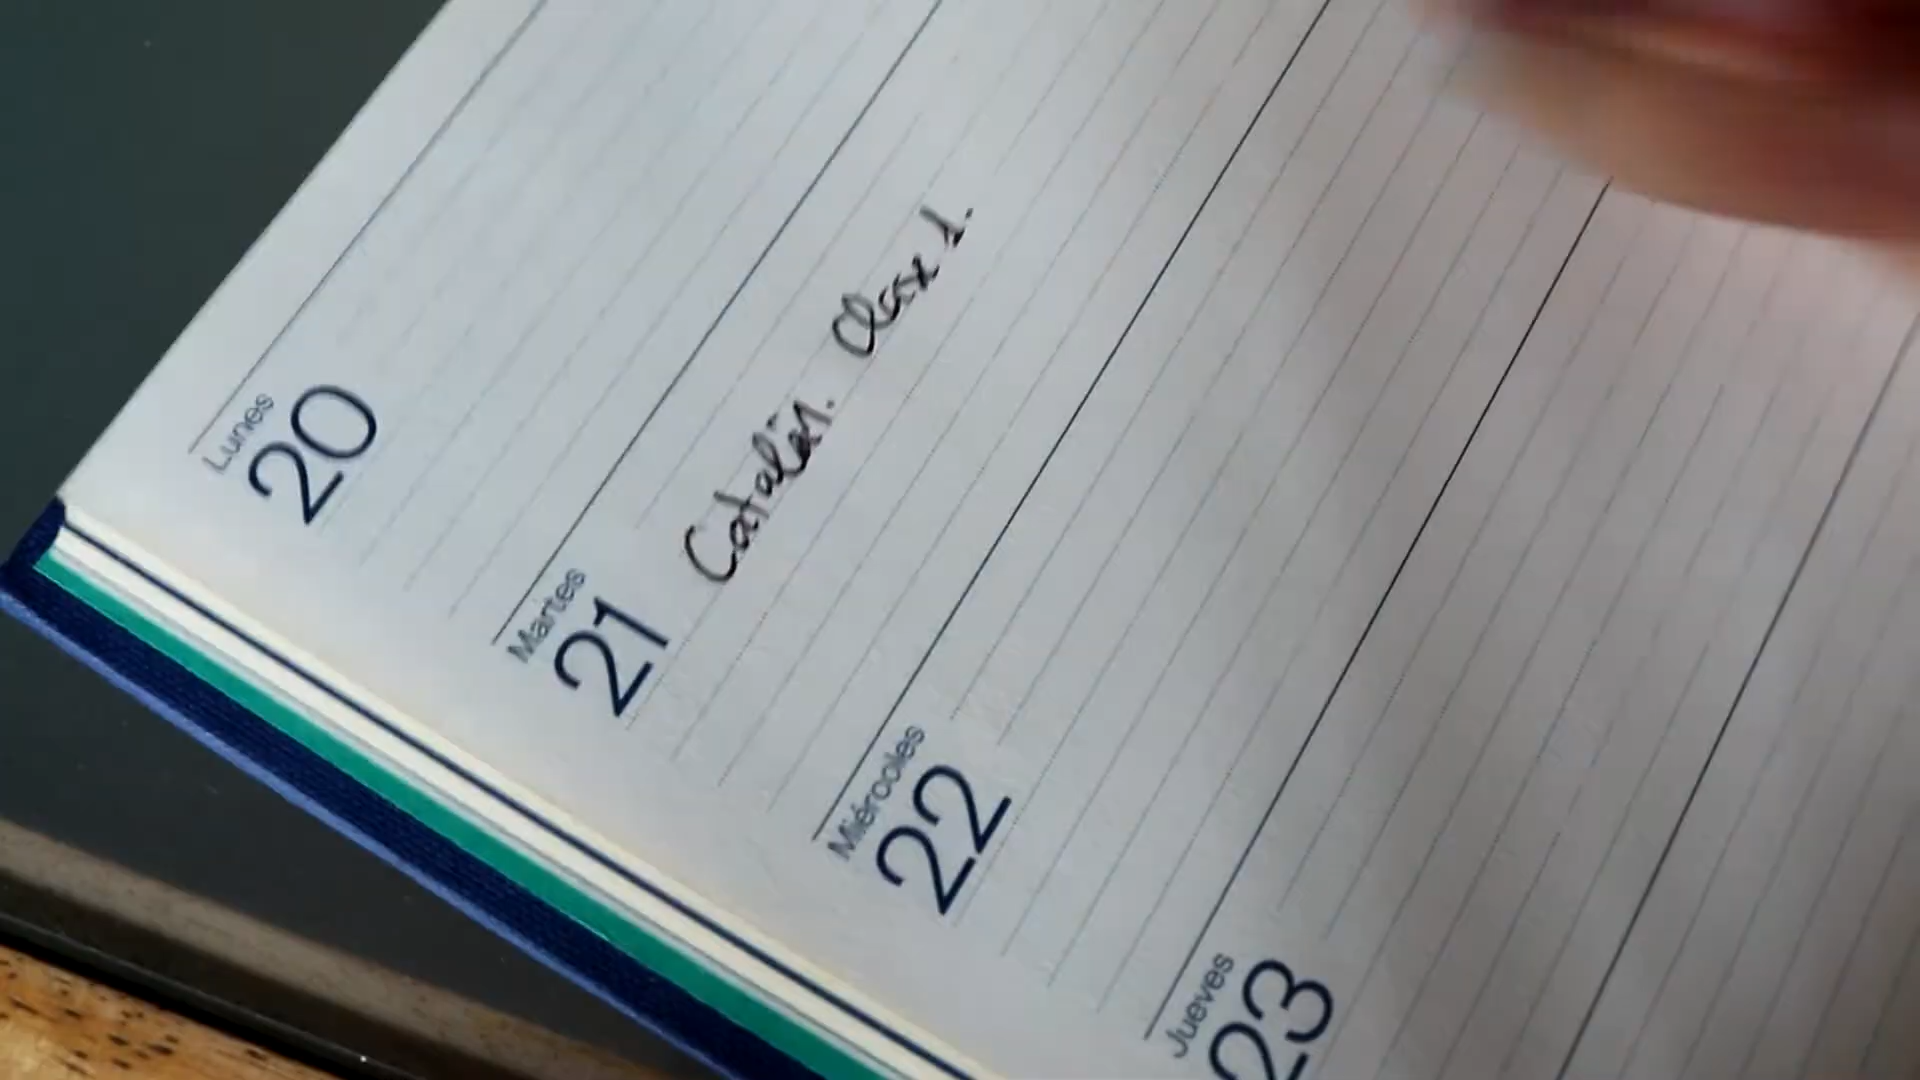 Lunes
20
Martes
21
Catalán. Clase 1.
Miércoles
22
Jueves
23